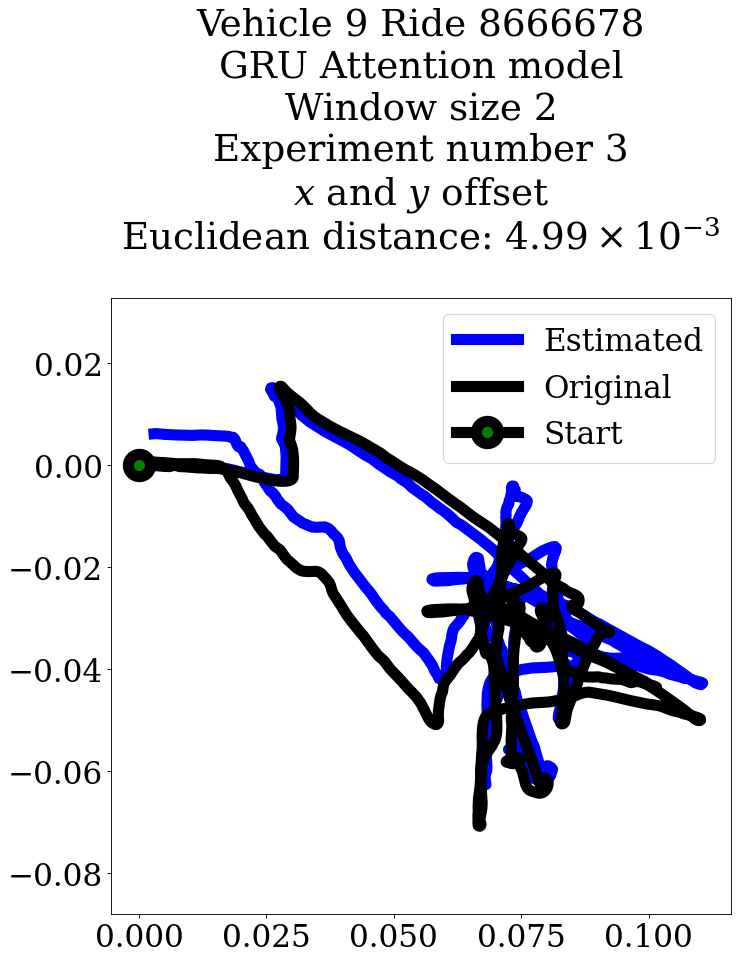 Vehicle 9 Ride 8666678
GRU Attention model
Window size 2
Experiment number 3
x and y offset
Euclidean distance: 4.99 × 10⁻³
Estimated
Original
Start
0.02
0.00
−0.02
−0.04
−0.06
−0.08
0.000 0.025 0.050 0.075 0.100